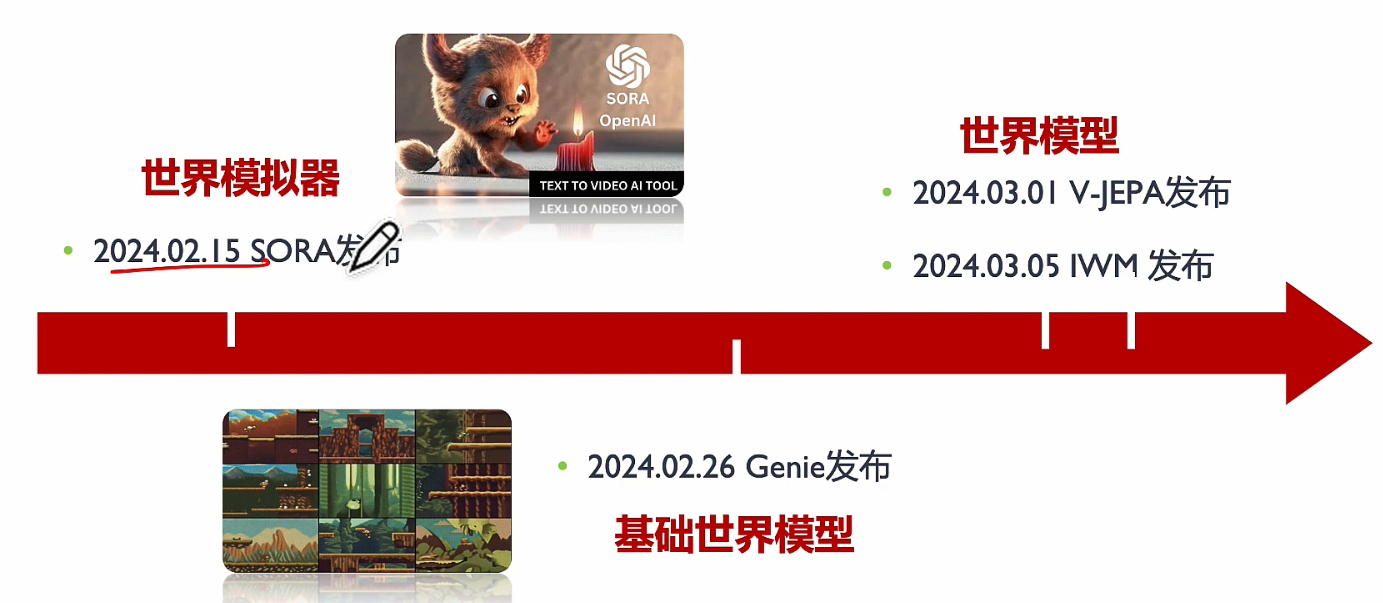 SORA
OpenAI
TEXT TO VIDEO AI TOOL
世界模拟器
2024.02.15 SORA发布
世界模型
2024.03.01 V-JEPA发布
2024.03.05 IWM 发布
2024.02.26 Genie发布
基础世界模型